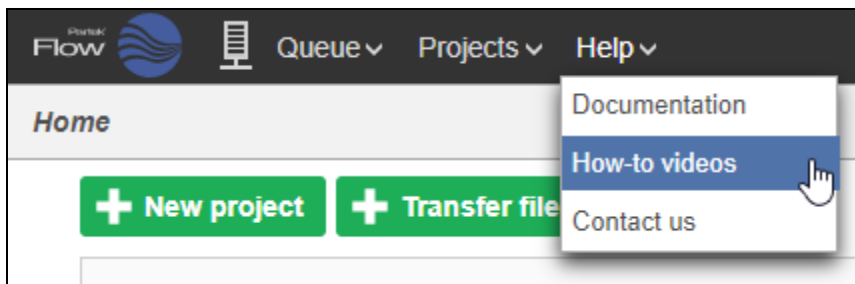 Partek
Flow
Queue Projects Help
Home
Documentation
How-to videos
Contact us
New project
Transfer file